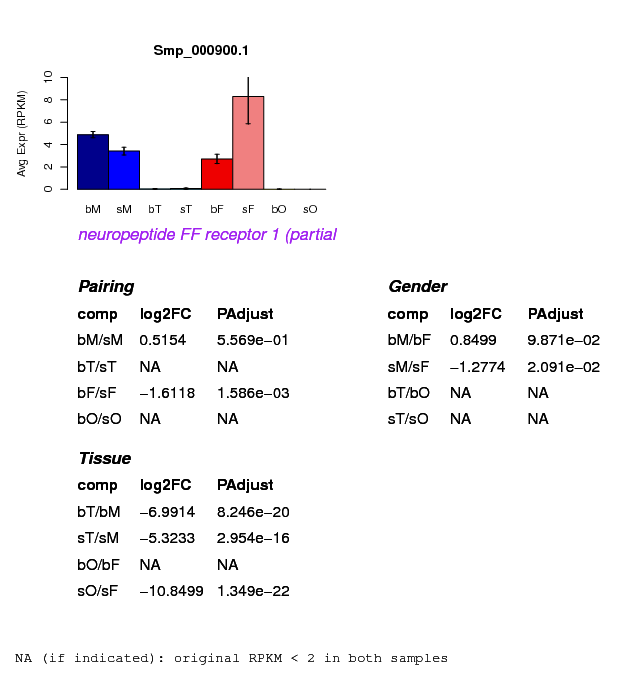 Smp_000900.1
Avg Expr (RPKM)
0 2 4 6 8 10
bM sM bT sT bF sF bO sO
neuropeptide FF receptor 1 (partial
Pairing
comp log2FC PAdjust
bM/sM 0.5154 5.569e−01
bT/sT NA NA
bF/sF −1.6118 1.586e−03
bO/sO NA NA
Gender
comp log2FC PAdjust
bM/bF 0.8499 9.871e−02
sM/sF −1.2774 2.091e−02
bT/bO NA NA
sT/sO NA NA
Tissue
comp log2FC PAdjust
bT/bM −6.9914 8.246e−20
sT/sM −5.3233 2.954e−16
bO/bF NA NA
sO/sF −10.8499 1.349e−22
NA (if indicated): original RPKM < 2 in both samples